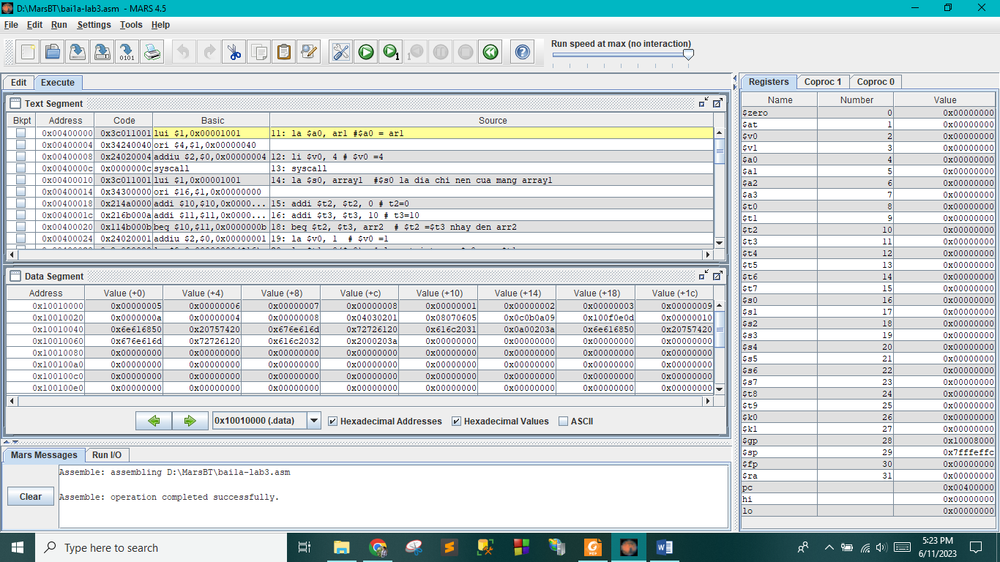 D:\MarsBT\bai1a-lab3.asm - MARS 4.5
File Edit Run Settings Tools Help
Run speed at max (no interaction)
Edit Execute
Text Segment
Bkpt Address Code Basic Source
0x00400000 0x3c011001 lui $1,0x00001001 11: la $a0, ar1 #$a0 = ar1
0x00400004 0x34240040 ori $4,$1,0x00000040
0x00400008 0x24020004 addiu $2,$0,0x00000004 12: li $v0, 4 # $v0 =4
0x0040000c 0x0000000c syscall 13: syscall
0x00400010 0x3c011001 lui $1,0x00001001 14: la $s0, array1 #$s0 la dia chi nen cua mang array1
0x00400014 0x34300000 ori $16,$1,0x00000000
0x00400018 0x214a0000 addi $10,$10,0x0000... 15: addi $t2, $t2, 0 # t2=0
0x0040001c 0x216b000a addi $11,$11,0x0000... 16: addi $t3, $t3, 10 # t3=10
0x00400020 0x114b000b beq $10,$11,0x0000000b 18: beq $t2, $t3, arr2 # $t2 =$t3 nhay den arr2
0x00400024 0x24020001 addiu $2,$0,0x00000001 19: la $v0, 1 # $v0 =1
Data Segment
Address Value (+0) Value (+4) Value (+8) Value (+c) Value (+10) Value (+14) Value (+18) Value (+1c)
0x10010000 0x00000005 0x00000006 0x00000007 0x00000008 0x00000001 0x00000002 0x00000003 0x00000009
0x10010020 0x0000000a 0x00000004 0x00000008 0x04030201 0x08070605 0x0c0b0a09 0x100f0e0d 0x00000010
0x10010040 0x6e616850 0x20757420 0x676e616d 0x72726120 0x616c2031 0x0a00203a 0x6e616850 0x20757420
0x10010060 0x676e616d 0x72726120 0x616c2032 0x2000203a 0x00000000 0x00000000 0x00000000 0x00000000
0x10010080 0x00000000 0x00000000 0x00000000 0x00000000 0x00000000 0x00000000 0x00000000 0x00000000
0x100100a0 0x00000000 0x00000000 0x00000000 0x00000000 0x00000000 0x00000000 0x00000000 0x00000000
0x100100c0 0x00000000 0x00000000 0x00000000 0x00000000 0x00000000 0x00000000 0x00000000 0x00000000
0x100100e0 0x00000000 0x00000000 0x00000000 0x00000000 0x00000000 0x00000000 0x00000000 0x00000000
0x10010000 (.data) Hexadecimal Addresses Hexadecimal Values ASCII
Mars Messages Run I/O
Assemble: assembling D:\MarsBT\bai1a-lab3.asm
Assemble: operation completed successfully.
Clear
Registers Coproc 1 Coproc 0
Name Number Value
$zero 0 0x00000000
$at 1 0x00000000
$v0 2 0x00000000
$v1 3 0x00000000
$a0 4 0x00000000
$a1 5 0x00000000
$a2 6 0x00000000
$a3 7 0x00000000
$t0 8 0x00000000
$t1 9 0x00000000
$t2 10 0x00000000
$t3 11 0x00000000
$t4 12 0x00000000
$t5 13 0x00000000
$t6 14 0x00000000
$t7 15 0x00000000
$s0 16 0x00000000
$s1 17 0x00000000
$s2 18 0x00000000
$s3 19 0x00000000
$s4 20 0x00000000
$s5 21 0x00000000
$s6 22 0x00000000
$s7 23 0x00000000
$t8 24 0x00000000
$t9 25 0x00000000
$k0 26 0x00000000
$k1 27 0x00000000
$gp 28 0x10008000
$sp 29 0x7fffeffc
$fp 30 0x00000000
$ra 31 0x00000000
pc 0x00400000
hi 0x00000000
lo 0x00000000
Type here to search
5:23 PM
6/11/2023